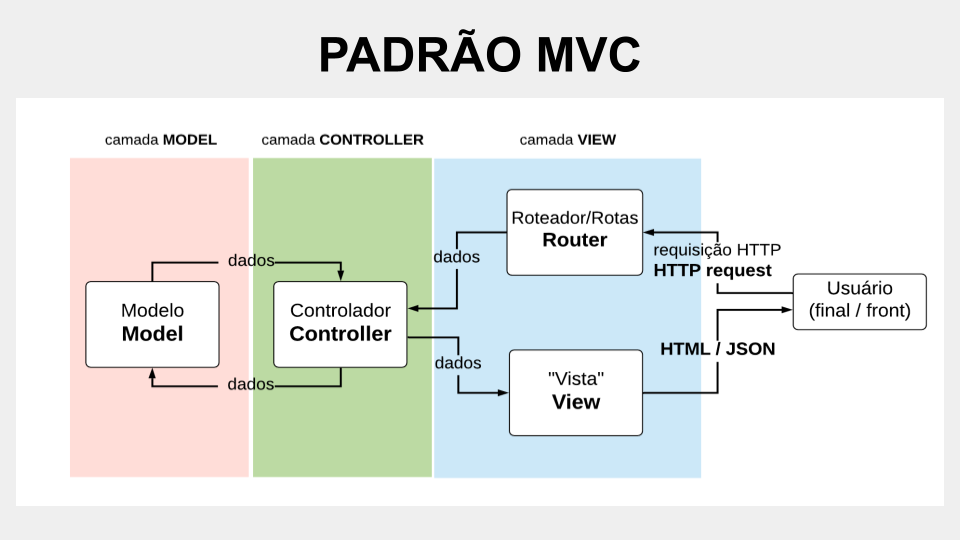 PADRÃO MVC
camada MODEL
camada CONTROLLER
camada VIEW
Roteador/Rotas
Router
dados
requisição HTTP
HTTP request
dados
Modelo
Model
Controlador
Controller
Usuário
(final / front)
HTML / JSON
dados
"Vista"
View
dados